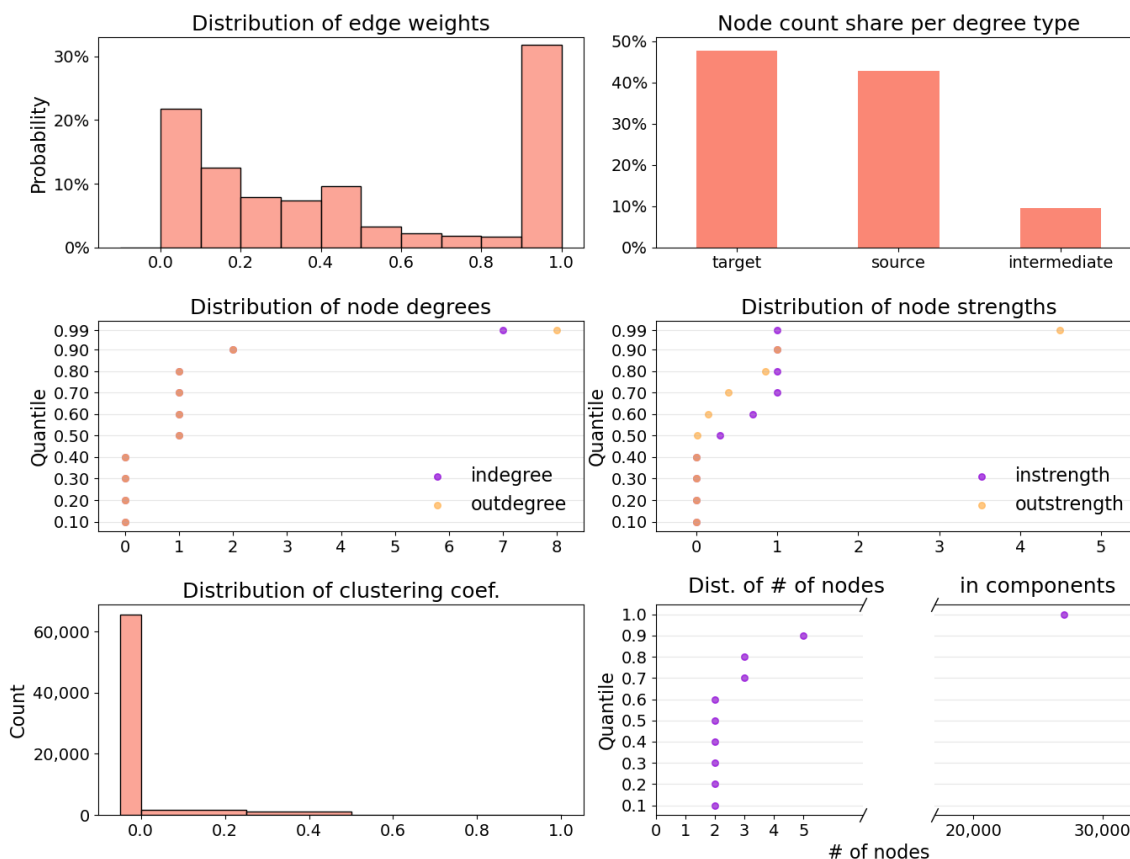 Distribution of edge weights
Probability
30%
20%
10%
0%
0.0 0.2 0.4 0.6 0.8 1.0
Node count share per degree type
50%
40%
30%
20%
10%
0%
target source intermediate
Distribution of node degrees
Quantile
0.99
0.90
0.80
0.70
0.60
0.50
0.40
0.30
0.20
0.10
indegree
outdegree
0 1 2 3 4 5 6 7 8
Distribution of node strengths
Quantile
0.99
0.90
0.80
0.70
0.60
0.50
0.40
0.30
0.20
0.10
instrength
outstrength
0 1 2 3 4 5
Distribution of clustering coef.
Count
60,000
40,000
20,000
0
0.0 0.2 0.4 0.6 0.8 1.0
Dist. of # of nodes in components
Quantile
1.0
0.9
0.8
0.7
0.6
0.5
0.4
0.3
0.2
0.1
0 2 3 4 5 20,000 30,000
# of nodes